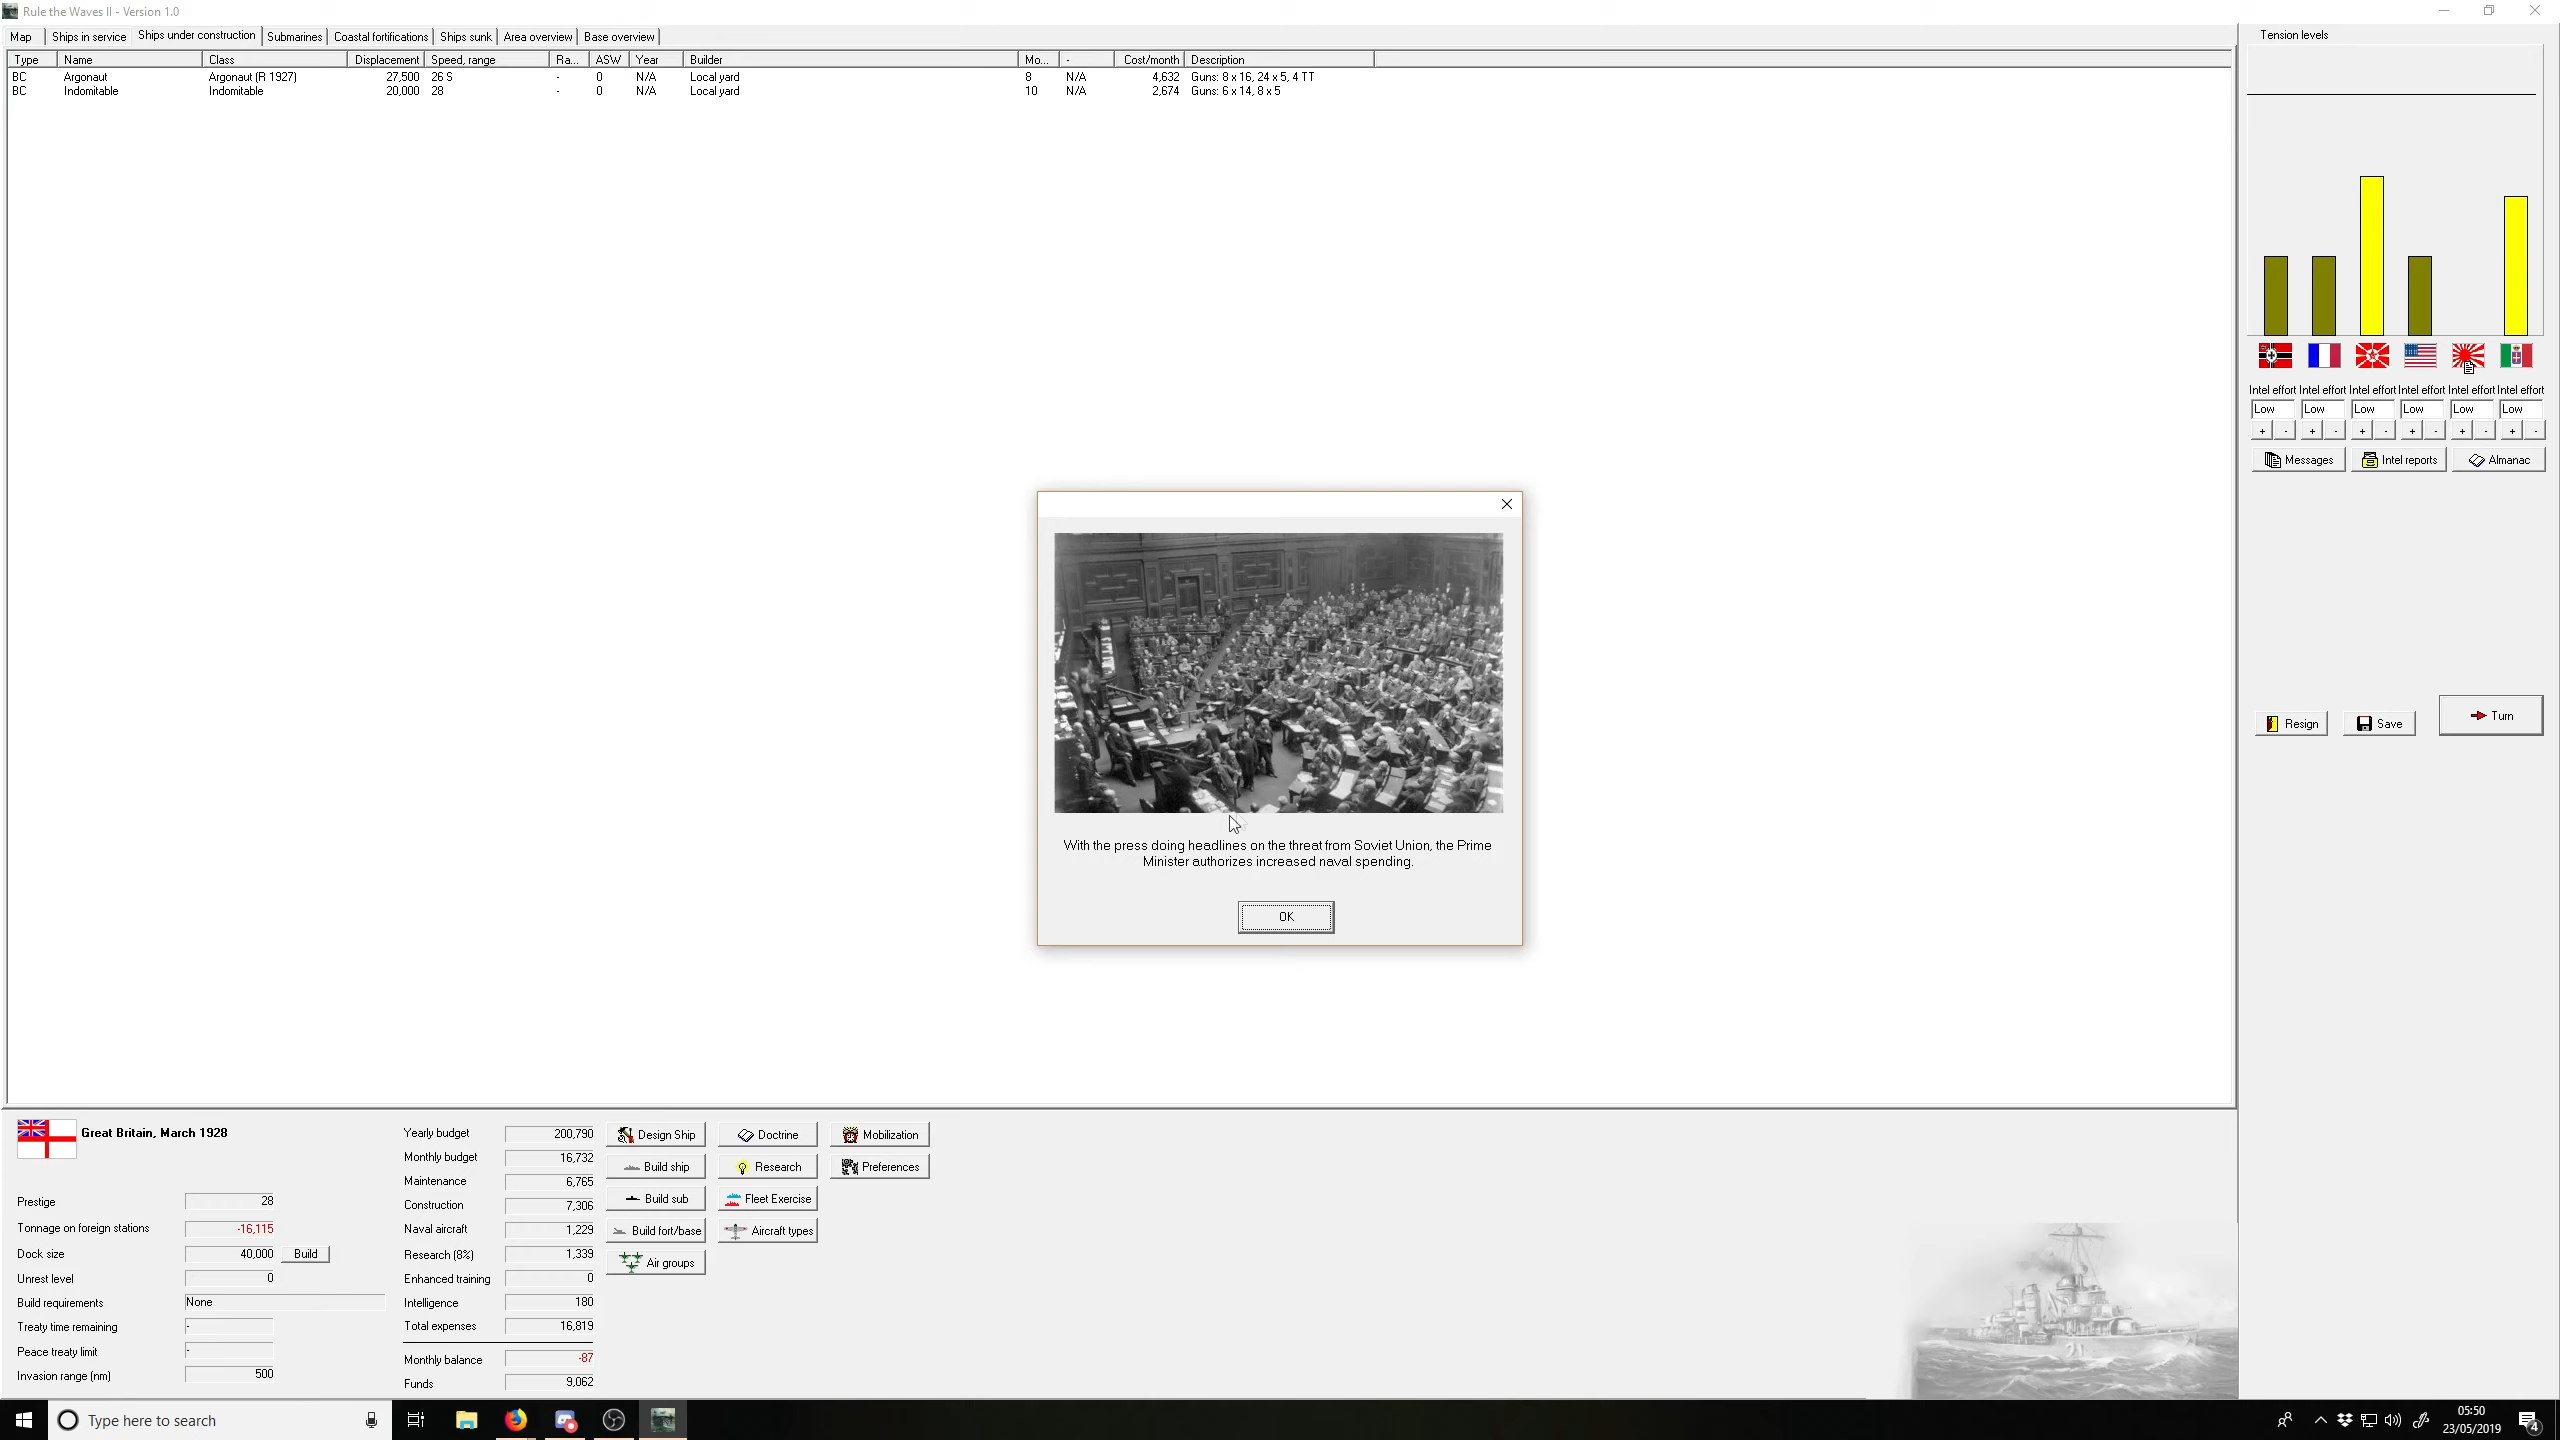 Rule the Waves II - Version 1.0
Map Ships in service Ships under construction Submarines Coastal fortifications Ships sunk Area overview Base overview
Type Name Class Displacement Speed, range Ra... ASW Year Builder Mo... - Cost/month Description
BC Argonaut Argonaut (R 1927) 27,500 26 S - 0 N/A Local yard 8 N/A 4,632 Guns: 8 x 16, 24 x 5, 4 TT
BC Indomitable Indomitable 20,000 28 - 0 N/A Local yard 10 N/A 2,674 Guns: 6 x 14, 8 x 5
Tension levels
Intel effort Intel effort Intel effort Intel effort Intel effort Intel effort
Low Low Low Low Low Low
+ - + - + - + - + - + -
Messages Intel reports Almanac
Resign Save Turn
With the press doing headlines on the threat from Soviet Union, the Prime
Minister authorizes increased naval spending.
OK
Great Britain, March 1928
Prestige 28
Tonnage on foreign stations -16,115
Dock size 40,000 Build
Unrest level 0
Build requirements None
Treaty time remaining -
Peace treaty limit -
Invasion range (nm) 500
Yearly budget 200,790
Monthly budget 16,732
Maintenance 6,765
Construction 7,306
Naval aircraft 1,229
Research (8%) 1,339
Enhanced training 0
Intelligence 180
Total expenses 16,819
Monthly balance -87
Funds 9,062
Design Ship Doctrine Mobilization
Build ship Research Preferences
Build sub Fleet Exercise
Build fort/base Aircraft types
Air groups
Type here to search
05:50
23/05/2019
4